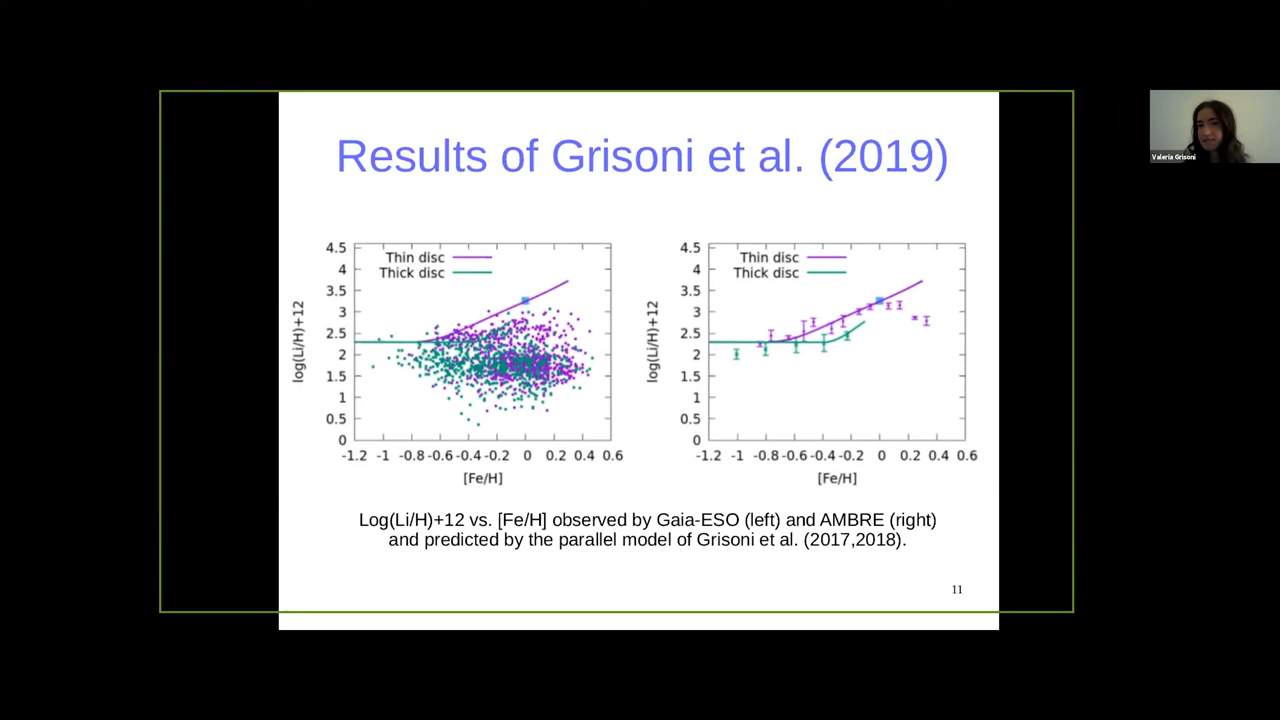 Results of Grisoni et al. (2019)
Valeria Grisoni
4.5
4
3.5
3
2.5
2
1.5
1
0.5
0
log(Li/H)+12
Thin disc
Thick disc
-1.2 -1 -0.8 -0.6 -0.4 -0.2 0 0.2 0.4 0.6
[Fe/H]
4.5
4
3.5
3
2.5
2
1.5
1
0.5
0
log(Li/H)+12
Thin disc
Thick disc
-1.2 -1 -0.8 -0.6 -0.4 -0.2 0 0.2 0.4 0.6
[Fe/H]
Log(Li/H)+12 vs. [Fe/H] observed by Gaia-ESO (left) and AMBRE (right)
and predicted by the parallel model of Grisoni et al. (2017,2018).
11